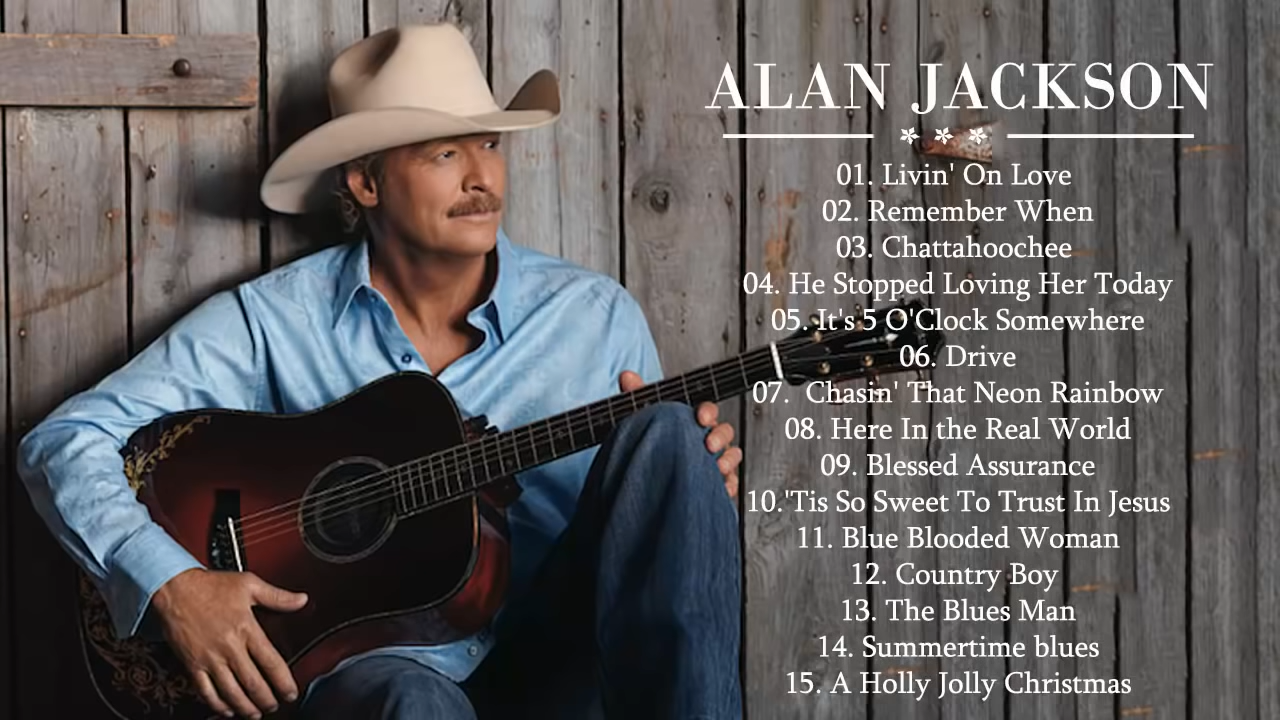 ALAN JACKSON
01. Livin' On Love
02. Remember When
03. Chattahoochee
04. He Stopped Loving Her Today
05. It's 5 O'Clock Somewhere
06. Drive
07.  Chasin' That Neon Rainbow
08. Here In the Real World
09. Blessed Assurance
10.'Tis So Sweet To Trust In Jesus
11. Blue Blooded Woman
12. Country Boy
13. The Blues Man
14. Summertime blues
15. A Holly Jolly Christmas